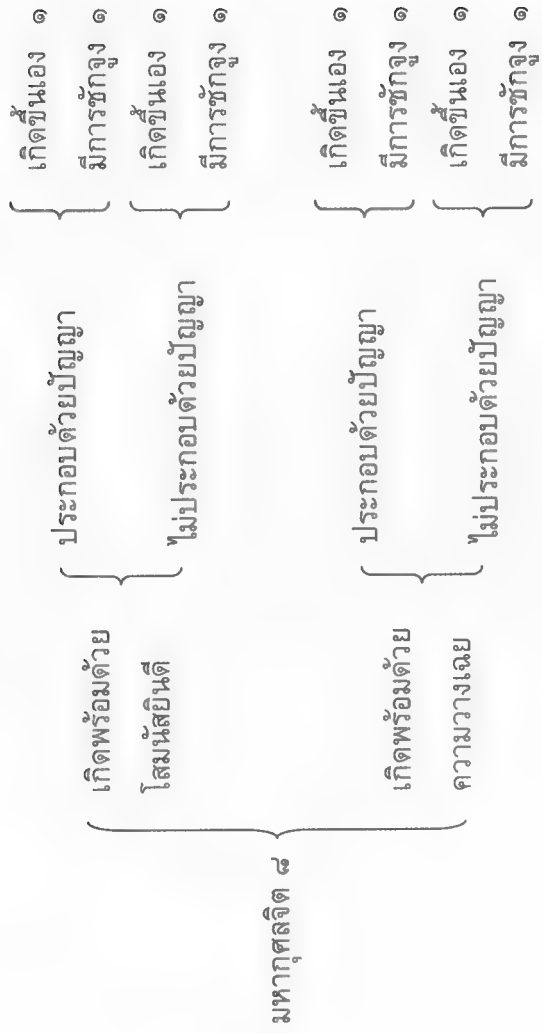 มหากุศลจิต ๘
เกิดพร้อมด้วย
โสมนัสยินดี
ประกอบด้วยปัญญา
เกิดขึ้นเอง ๑
มีการชักจูง ๑
ไม่ประกอบด้วยปัญญา
เกิดขึ้นเอง ๑
มีการชักจูง ๑
เกิดพร้อมด้วย
ความวางเฉย
ประกอบด้วยปัญญา
เกิดขึ้นเอง ๑
มีการชักจูง ๑
ไม่ประกอบด้วยปัญญา
เกิดขึ้นเอง ๑
มีการชักจูง ๑